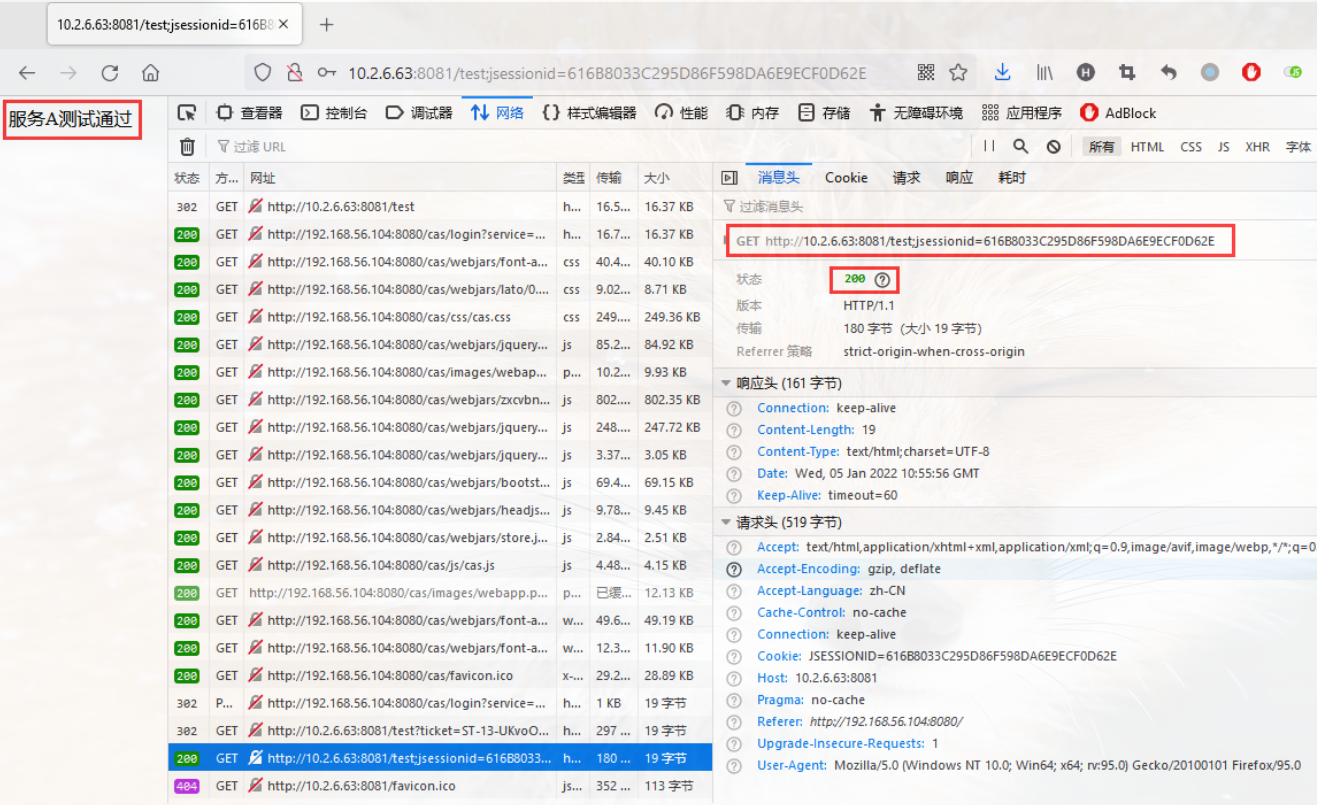 10.2.6.63:8081/test;jsessionid=616B8
10.2.6.63:8081/test;jsessionid=616B8033C295D86F598DA6E9ECF0D62E
服务A测试通过
查看器 控制台 调试器 网络 样式编辑器 性能 内存 存储 无障碍环境 应用程序 AdBlock
过滤 URL
所有 HTML CSS JS XHR 字体
状态 方... 网址 类型 传输 大小
302 GET http://10.2.6.63:8081/test h... 16.5... 16.37 KB
200 GET http://192.168.56.104:8080/cas/login?service=... h... 16.7... 16.37 KB
200 GET http://192.168.56.104:8080/cas/webjars/font-a... css 40.4... 40.10 KB
200 GET http://192.168.56.104:8080/cas/webjars/lato/0.... css 9.02... 8.71 KB
200 GET http://192.168.56.104:8080/cas/css/cas.css css 249.... 249.36 KB
200 GET http://192.168.56.104:8080/cas/webjars/jquery... js 85.2... 84.92 KB
200 GET http://192.168.56.104:8080/cas/images/webap... p... 10.2... 9.93 KB
200 GET http://192.168.56.104:8080/cas/webjars/zxcvbn... js 802.... 802.35 KB
200 GET http://192.168.56.104:8080/cas/webjars/jquery... js 248.... 247.72 KB
200 GET http://192.168.56.104:8080/cas/webjars/jquery... js 3.37... 3.05 KB
200 GET http://192.168.56.104:8080/cas/webjars/bootst... js 69.4... 69.15 KB
200 GET http://192.168.56.104:8080/cas/webjars/headjs... js 9.78... 9.45 KB
200 GET http://192.168.56.104:8080/cas/webjars/store.j... js 2.84... 2.51 KB
200 GET http://192.168.56.104:8080/cas/js/cas.js js 4.48... 4.15 KB
200 GET http://192.168.56.104:8080/cas/images/webapp.p... p... 已缓... 12.13 KB
200 GET http://192.168.56.104:8080/cas/webjars/font-a... w... 49.6... 49.19 KB
200 GET http://192.168.56.104:8080/cas/webjars/font-a... w... 12.3... 11.90 KB
200 GET http://192.168.56.104:8080/cas/favicon.ico x-... 29.2... 28.89 KB
302 P... http://192.168.56.104:8080/cas/login?service=... h... 1 KB 19 字节
302 GET http://10.2.6.63:8081/test?ticket=ST-13-UKvoO... h... 297 ... 19 字节
200 GET http://10.2.6.63:8081/test;jsessionid=616B8033... h... 180 ... 19 字节
404 GET http://10.2.6.63:8081/favicon.ico js... 352 ... 113 字节
消息头 Cookie 请求 响应 耗时
过滤消息头
GET http://10.2.6.63:8081/test;jsessionid=616B8033C295D86F598DA6E9ECF0D62E
状态 200
版本 HTTP/1.1
传输 180 字节（大小 19 字节）
Referrer 策略 strict-origin-when-cross-origin
响应头 (161 字节)
Connection: keep-alive
Content-Length: 19
Content-Type: text/html;charset=UTF-8
Date: Wed, 05 Jan 2022 10:55:56 GMT
Keep-Alive: timeout=60
请求头 (519 字节)
Accept: text/html,application/xhtml+xml,application/xml;q=0.9,image/avif,image/webp,*/*;q=0
Accept-Encoding: gzip, deflate
Accept-Language: zh-CN
Cache-Control: no-cache
Connection: keep-alive
Cookie: JSESSIONID=616B8033C295D86F598DA6E9ECF0D62E
Host: 10.2.6.63:8081
Pragma: no-cache
Referer: http://192.168.56.104:8080/
Upgrade-Insecure-Requests: 1
User-Agent: Mozilla/5.0 (Windows NT 10.0; Win64; x64; rv:95.0) Gecko/20100101 Firefox/95.0